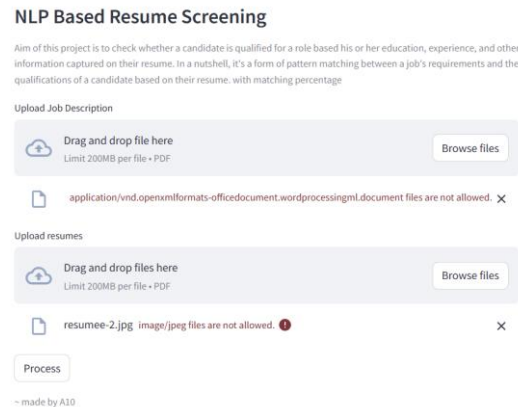 NLP Based Resume Screening
Aim of this project is to check whether a candidate is qualified for a role based his or her education, experience, and other
information captured on their resume. In a nutshell, it's a form of pattern matching between a job's requirements and the
qualifications of a candidate based on their resume. with matching percentage
Upload Job Description
Drag and drop file here
Limit 200MB per file • PDF
Browse files
application/vnd.openxmlformats-officedocument.wordprocessingml.document files are not allowed.
Upload resumes
Drag and drop files here
Limit 200MB per file • PDF
Browse files
resumee-2.jpg image/jpeg files are not allowed.
Process
~ made by A10